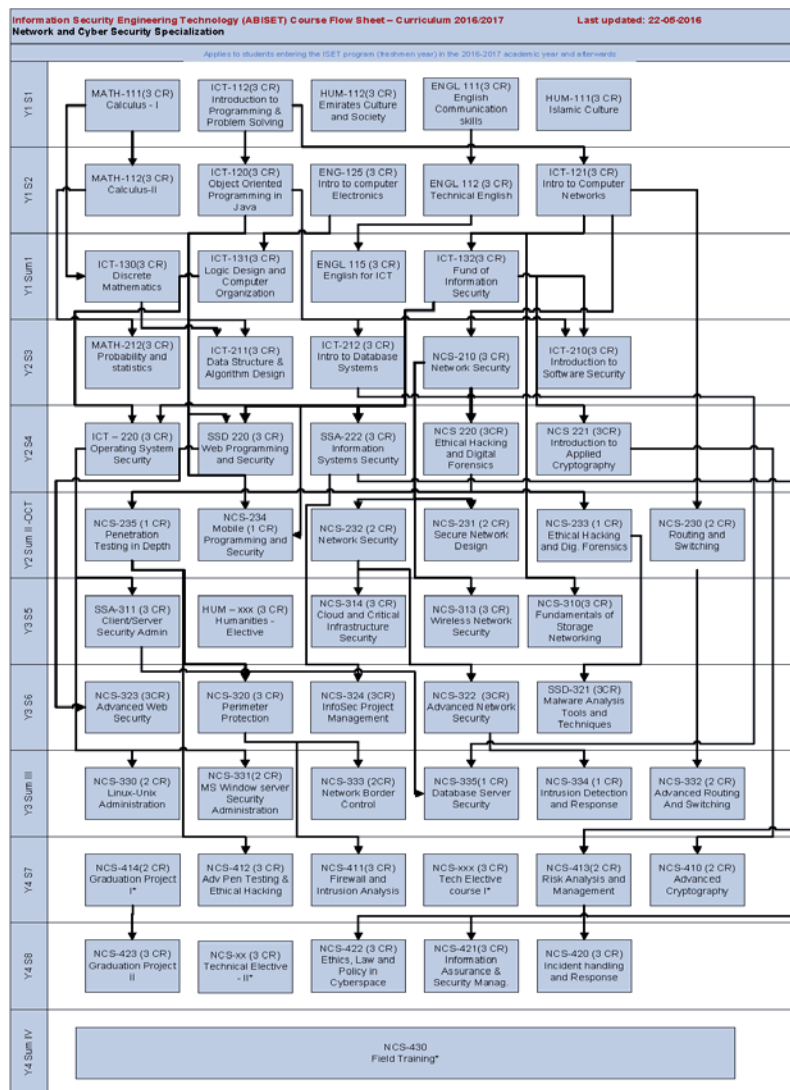 Information Security Engineering Technology (ABISET) Course Flow Sheet – Curriculum 2016/2017 Last updated: 22-05-2016
Network and Cyber Security Specialization
Applies to students entering the ISET program (freshmen year) in the 2016-2017 academic year and afterwards
Y1 S1
MATH-111(3 CR)
Calculus - I
ICT-112(3 CR)
Introduction to
Programming &
Problem Solving
HUM-112(3 CR)
Emirates Culture
and Society
ENGL 111(3 CR)
English
Communication
skills
HUM-111(3 CR)
Islamic Culture
Y1 S2
MATH-112(3 CR)
Calculus-II
ICT-120(3 CR)
Object Oriented
Programming in
Java
ENG-125 (3 CR)
Intro to computer
Electronics
ENGL 112 (3 CR)
Technical English
ICT-121(3 CR)
Intro to Computer
Networks
Y1 Sum1
ICT-130(3 CR)
Discrete
Mathematics
ICT-131(3 CR)
Logic Design and
Computer
Organization
ENGL 115 (3 CR)
English for ICT
ICT-132(3 CR)
Fund of
Information
Security
Y2 S3
MATH-212(3 CR)
Probability and
statistics
ICT-211(3 CR)
Data Structure &
Algorithm Design
ICT-212 (3 CR)
Intro to Database
Systems
NCS-210 (3 CR)
Network Security
ICT-210(3 CR)
Introduction to
Software Security
Y2 S4
ICT – 220 (3 CR)
Operating System
Security
SSD 220 (3 CR)
Web Programming
and Security
SSA-222 (3 CR)
Information
Systems Security
NCS 220 (3CR)
Ethical Hacking
and Digital
Forensics
NCS 221 (3CR)
Introduction to
Applied
Cryptography
Y2 Sum II -OCT
NCS-235 (1 CR)
Penetration
Testing in Depth
NCS-234
Mobile (1 CR)
Programming and
Security
NCS-232 (2 CR)
Network Security
NCS-231 (2 CR)
Secure Network
Design
NCS-233 (1 CR)
Ethical Hacking
and Dig. Forensics
NCS-230 (2 CR)
Routing and
Switching
Y3 S5
SSA-311 (3 CR)
Client/Server
Security Admin
HUM – xxx (3 CR)
Humanities -
Elective
NCS-314 (3 CR)
Cloud and Critical
Infrastructure
Security
NCS-313 (3 CR)
Wireless Network
Security
NCS-310(3 CR)
Fundamentals of
Storage
Networking
Y3 S6
NCS-323 (3CR)
Advanced Web
Security
NCS-320 (3 CR)
Perimeter
Protection
NCS-324 (3CR)
InfoSec Project
Management
NCS-322 (3CR)
Advanced Network
Security
SSD-321 (3CR)
Malware Analysis
Tools and
Techniques
Y3 Sum III
NCS-330 (2 CR)
Linux-Unix
Administration
NCS-331(2 CR)
MS Window server
Security
Administration
NCS-333 (2CR)
Network Border
Control
NCS-335(1 CR)
Database Server
Security
NCS-334 (1 CR)
Intrusion Detection
and Response
NCS-332 (2 CR)
Advanced Routing
And Switching
Y4 S7
NCS-414(2 CR)
Graduation Project
I*
NCS-412 (3 CR)
Adv Pen Testing &
Ethical Hacking
NCS-411(3 CR)
Firewall and
Intrusion Analysis
NCS-xxx (3 CR)
Tech Elective
course I*
NCS-413(2 CR)
Risk Analysis and
Management
NCS-410 (2 CR)
Advanced
Cryptography
Y4 S8
NCS-423 (3 CR)
Graduation Project
II
NCS-xx (3 CR)
Technical Elective
- II*
NCS-422 (3 CR)
Ethics, Law and
Policy in
Cyberspace
NCS-421(3 CR)
Information
Assurance &
Security Manag.
NCS-420 (3 CR)
Incident handling
and Response
Y4 Sum IV
NCS-430
Field Training*